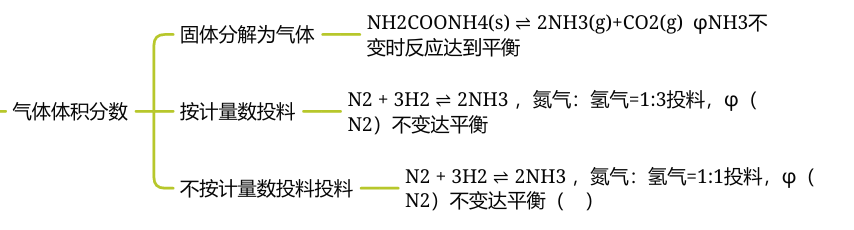 气体体积分数
固体分解为气体
NH2COONH4(s) ⇌ 2NH3(g)+CO2(g) φNH3不
变时反应达到平衡
按计量数投料
N2 + 3H2 ⇌ 2NH3 ，氮气：氢气=1:3投料，φ（
N2）不变达平衡
不按计量数投料投料
N2 + 3H2 ⇌ 2NH3 ，氮气：氢气=1:1投料，φ（
N2）不变达平衡（ ）